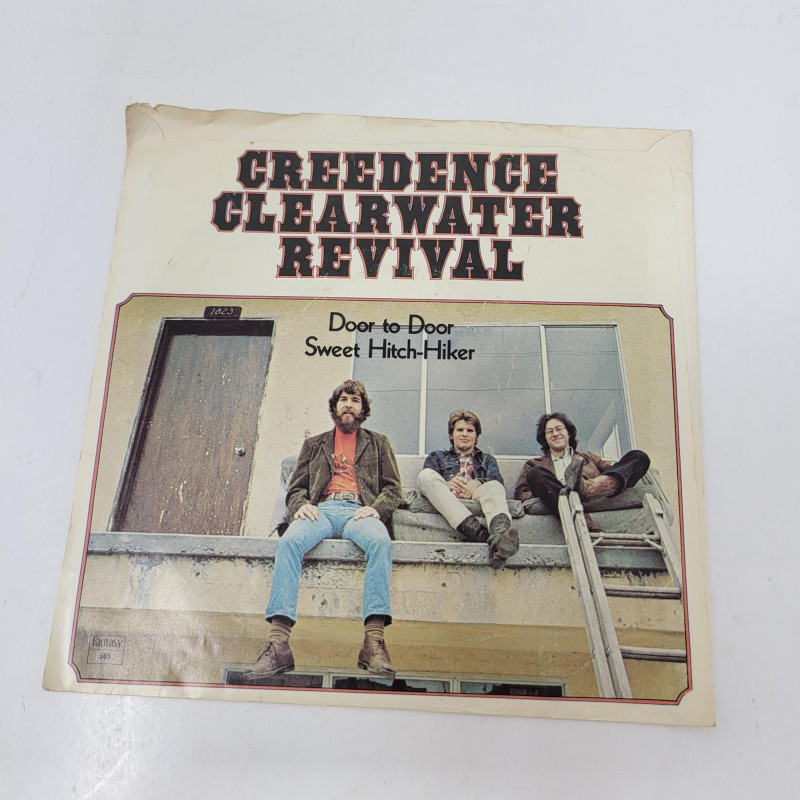 CREEDENCE
CLEARWATER
REVIVAL
1823
Door to Door
Sweet Hitch-Hiker
fantasy
665